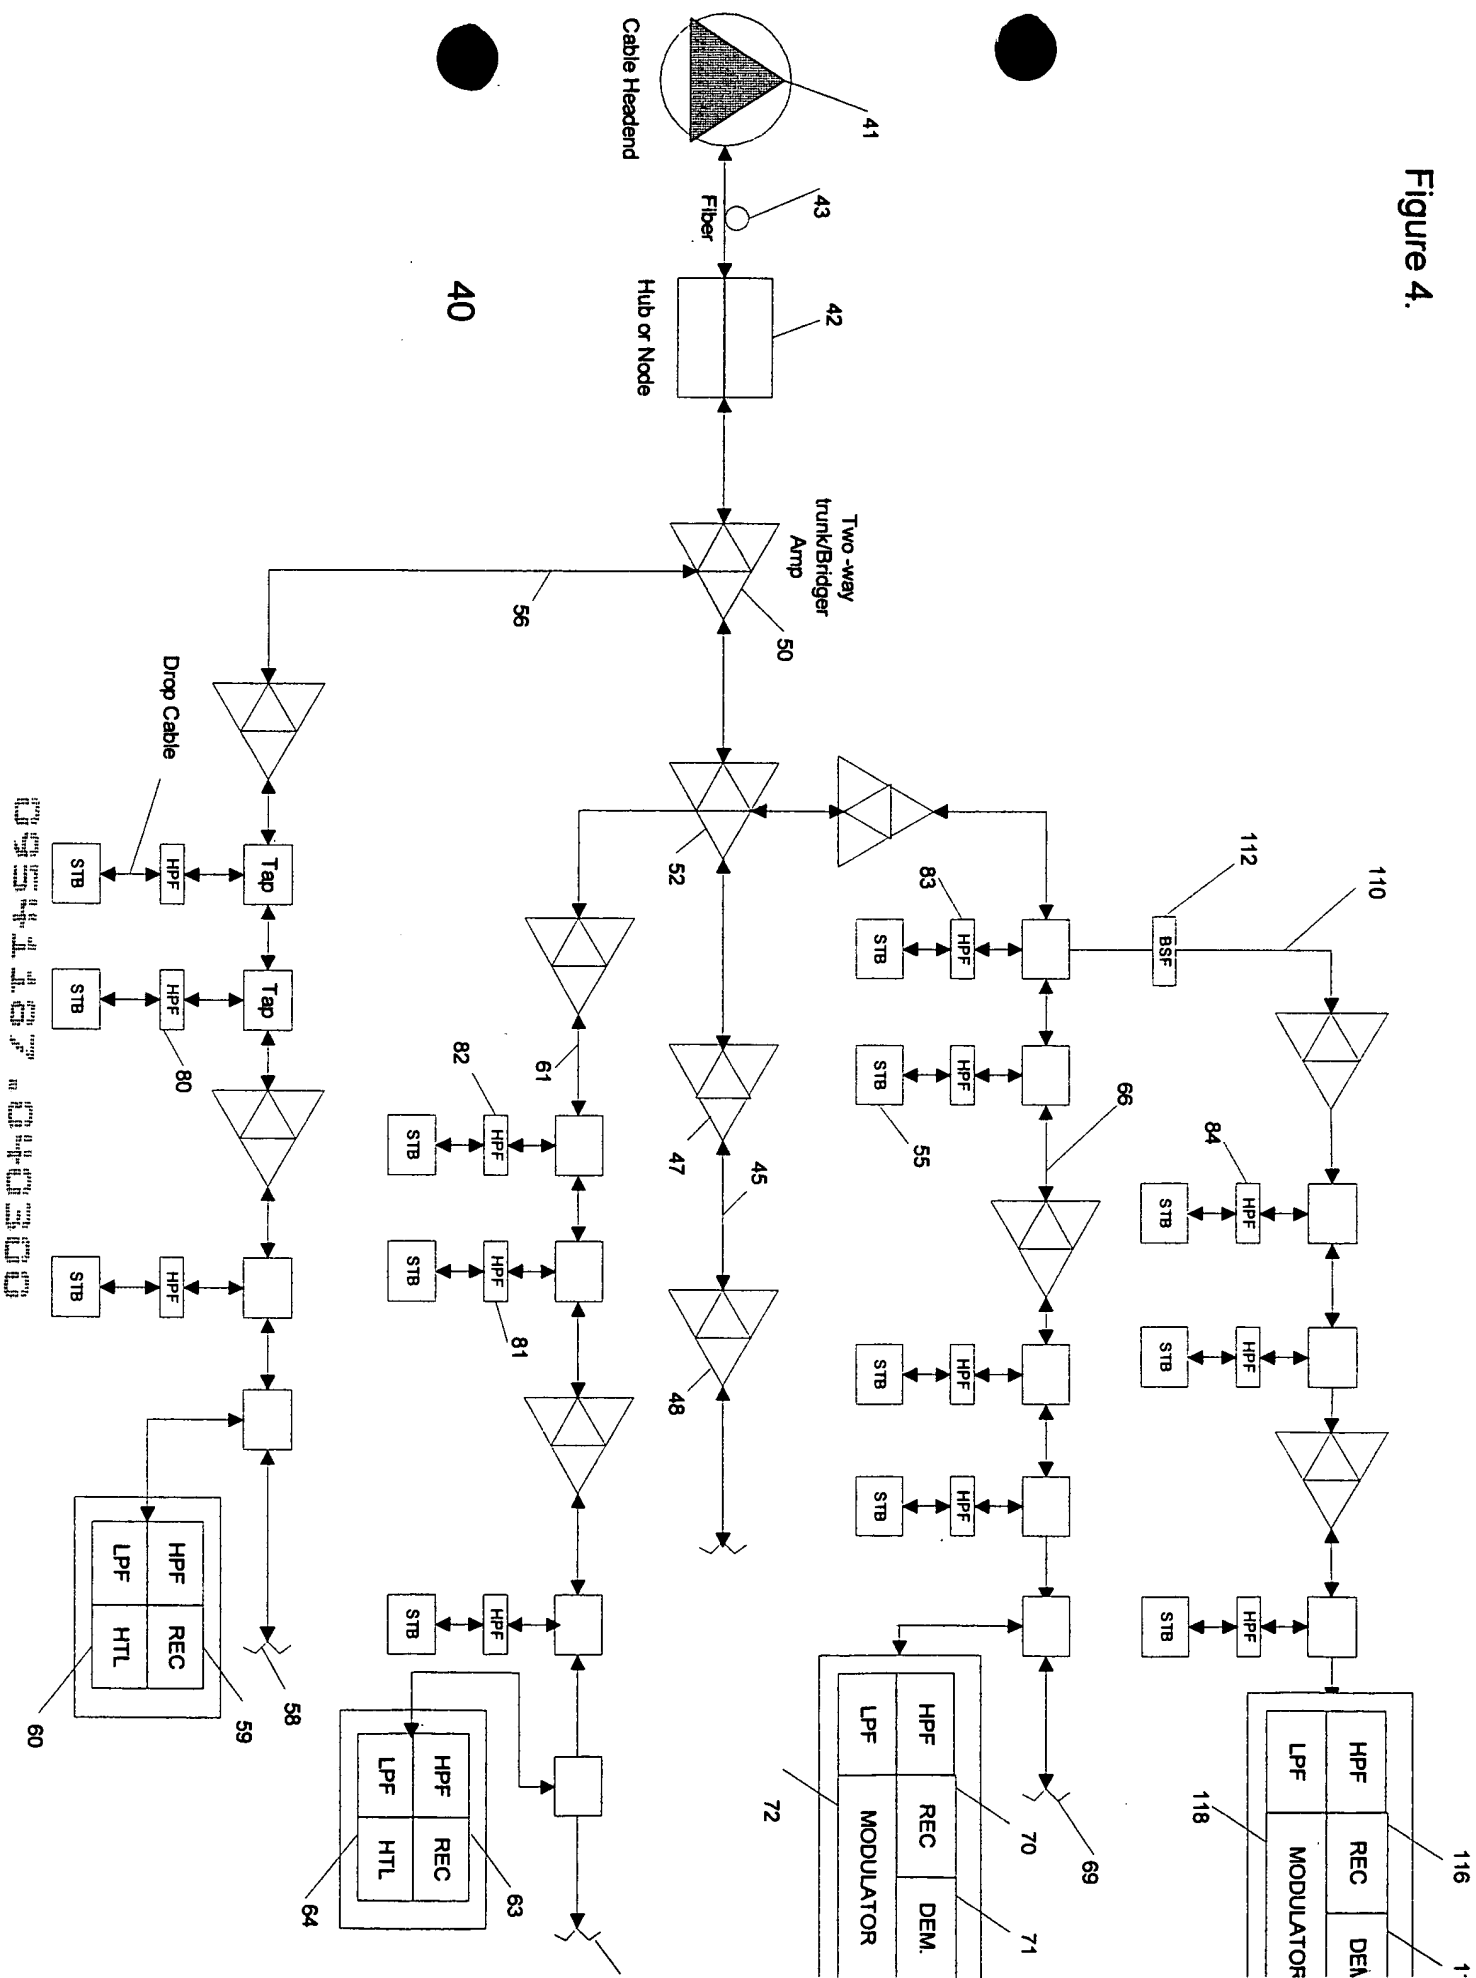 Figure 4.
41
Cable Headend
43
Fiber
42
Hub or Node
40
Two -way
trunk/Bridger
Amp
50
56
52
110
112
BSF
83
HPF
STB
HPF
STB
55
66
84
HPF
STB
HPF
STB
HPF
STB
HPF
STB
HPF
STB
69
HPF
REC
LPF
MODULATOR
116
118
HPF
REC
DEM.
LPF
MODULATOR
70
71
72
47
45
48
61
82
HPF
STB
HPF
STB
81
HPF
STB
HPF
REC
LPF
HTL
63
64
Drop Cable
Tap
HPF
STB
Tap
HPF
STB
80
HPF
STB
58
HPF
REC
LPF
HTL
59
60
09541187 .040300